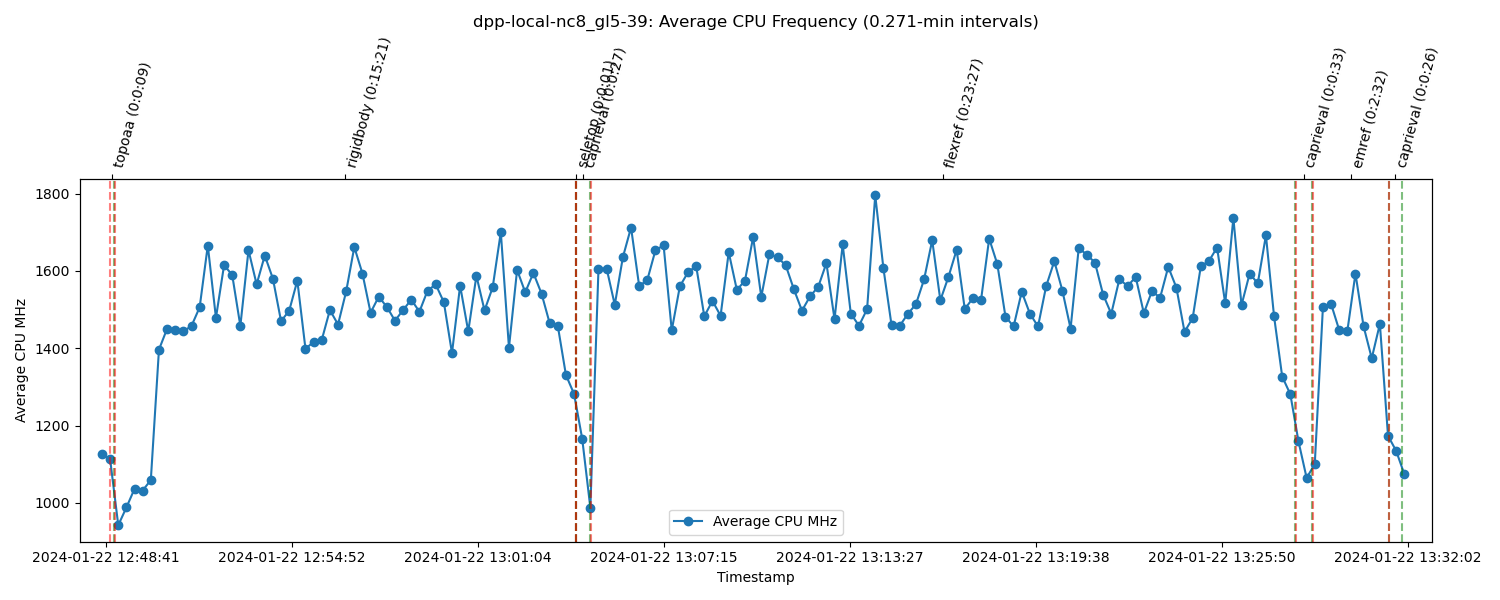 dpp-local-nc8_gl5-39: Average CPU Frequency (0.271-min intervals)
topoaa (0:0:09)
rigidbody (0:15:21)
seletop (0:0:01)
caprieval (0:0:27)
flexref (0:23:27)
caprieval (0:0:33)
emref (0:2:32)
caprieval (0:0:26)
Average CPU MHz
1800
1600
1400
1200
1000
Average CPU MHz
2024-01-22 12:48:41
2024-01-22 12:54:52
2024-01-22 13:01:04
2024-01-22 13:07:15
2024-01-22 13:13:27
2024-01-22 13:19:38
2024-01-22 13:25:50
2024-01-22 13:32:02
Timestamp